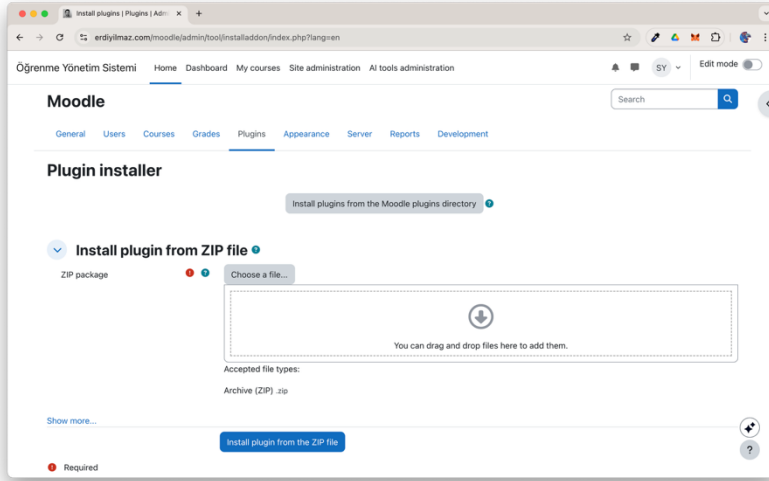 Install plugins | Plugins | Adm
erdiyilmaz.com/moodle/admin/tool/installaddon/index.php?lang=en
Öğrenme Yönetim Sistemi Home Dashboard My courses Site administration AI tools administration SY Edit mode
Moodle
Search
General Users Courses Grades Plugins Appearance Server Reports Development
Plugin installer
Install plugins from the Moodle plugins directory ?
Install plugin from ZIP file ?
ZIP package ! ? Choose a file...
You can drag and drop files here to add them.
Accepted file types:
Archive (ZIP) .zip
Show more...
Install plugin from the ZIP file
?
! Required